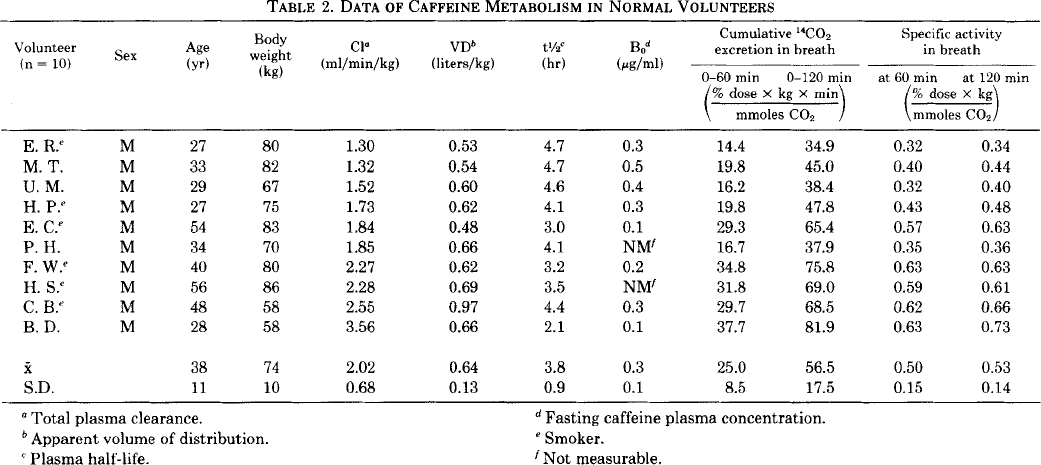 TABLE 2. DATA OF CAFFEINE METABOLISM IN NORMAL VOLUNTEERS
Volunteer (n = 10) Sex Age (yr) Body weight (kg) Clᵃ (ml/min/kg) VDᵇ (liters/kg) t½ᶜ (hr) B₀ᵈ (µg/ml) Cumulative ¹⁴CO₂ excretion in breath Specific activity in breath
0–60 min 0–120 min at 60 min at 120 min
(% dose × kg × min / mmoles CO₂) (% dose × kg / mmoles CO₂)
E. R.ᵉ M 27 80 1.30 0.53 4.7 0.3 14.4 34.9 0.32 0.34
M. T. M 33 82 1.32 0.54 4.7 0.5 19.8 45.0 0.40 0.44
U. M. M 29 67 1.52 0.60 4.6 0.4 16.2 38.4 0.32 0.40
H. P.ᵉ M 27 75 1.73 0.62 4.1 0.3 19.8 47.8 0.43 0.48
E. C.ᵉ M 54 83 1.84 0.48 3.0 0.1 29.3 65.4 0.57 0.63
P. H. M 34 70 1.85 0.66 4.1 NMᶠ 16.7 37.9 0.35 0.36
F. W.ᵉ M 40 80 2.27 0.62 3.2 0.2 34.8 75.8 0.63 0.63
H. S.ᵉ M 56 86 2.28 0.69 3.5 NMᶠ 31.8 69.0 0.59 0.61
C. B.ᵉ M 48 58 2.55 0.97 4.4 0.3 29.7 68.5 0.62 0.66
B. D. M 28 58 3.56 0.66 2.1 0.1 37.7 81.9 0.63 0.73
x̄ 38 74 2.02 0.64 3.8 0.3 25.0 56.5 0.50 0.53
S.D. 11 10 0.68 0.13 0.9 0.1 8.5 17.5 0.15 0.14
ᵃ Total plasma clearance.
ᵇ Apparent volume of distribution.
ᶜ Plasma half-life.
ᵈ Fasting caffeine plasma concentration.
ᵉ Smoker.
ᶠ Not measurable.